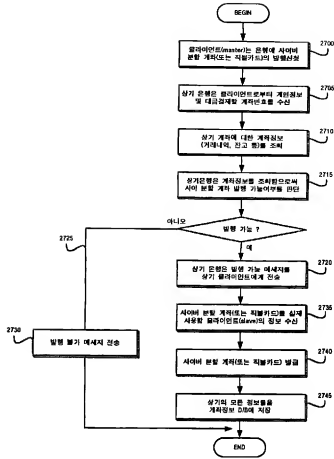 BEGIN
2700
클라이언트(master)는 은행에 사이버
분할 계좌(또는 직불카드)의 발행신청
2705
상기 은행은 클라이언트로부터 개인정보
및 대금결제할 계좌번호를 수신
2710
상기 계좌에 대한 계좌정보
(거래내역, 잔고 등)를 조회
2715
상기은행은 계좌정보를 조회함으로써
사이버 분할 계좌 발행 가능여부를 판단
2725
아니오
발행 가능 ?
예
2720
상기 은행은 발행 가능 메세지를
상기 클라이언트에게 전송
2735
사이버 분할 계좌(또는 직불카드)를 실제
사용할 클라이언트(slave)의 정보 수신
2730
발행 불가 메세지 전송
2740
사이버 분할 계좌(또는 직불카드) 발급
2745
상기의 모든 정보들을
계좌정보 D/B에 저장
END